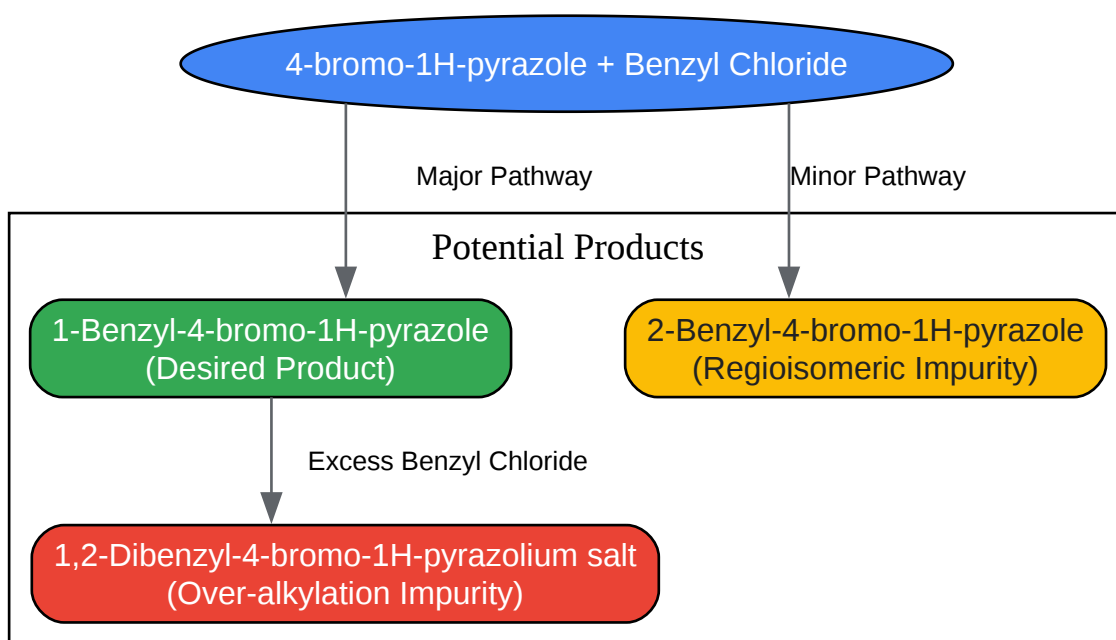 4-bromo-1H-pyrazole + Benzyl Chloride
Major Pathway
Minor Pathway
Potential Products
1-Benzyl-4-bromo-1H-pyrazole
(Desired Product)
2-Benzyl-4-bromo-1H-pyrazole
(Regioisomeric Impurity)
Excess Benzyl Chloride
1,2-Dibenzyl-4-bromo-1H-pyrazolium salt
(Over-alkylation Impurity)